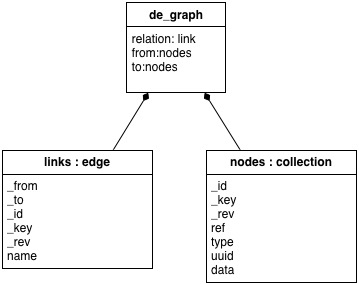 de_graph
relation: link
from:nodes
to:nodes
links : edge
_from
_to
_id
_key
_rev
name
nodes : collection
_id
_key
_rev
ref
type
uuid
data